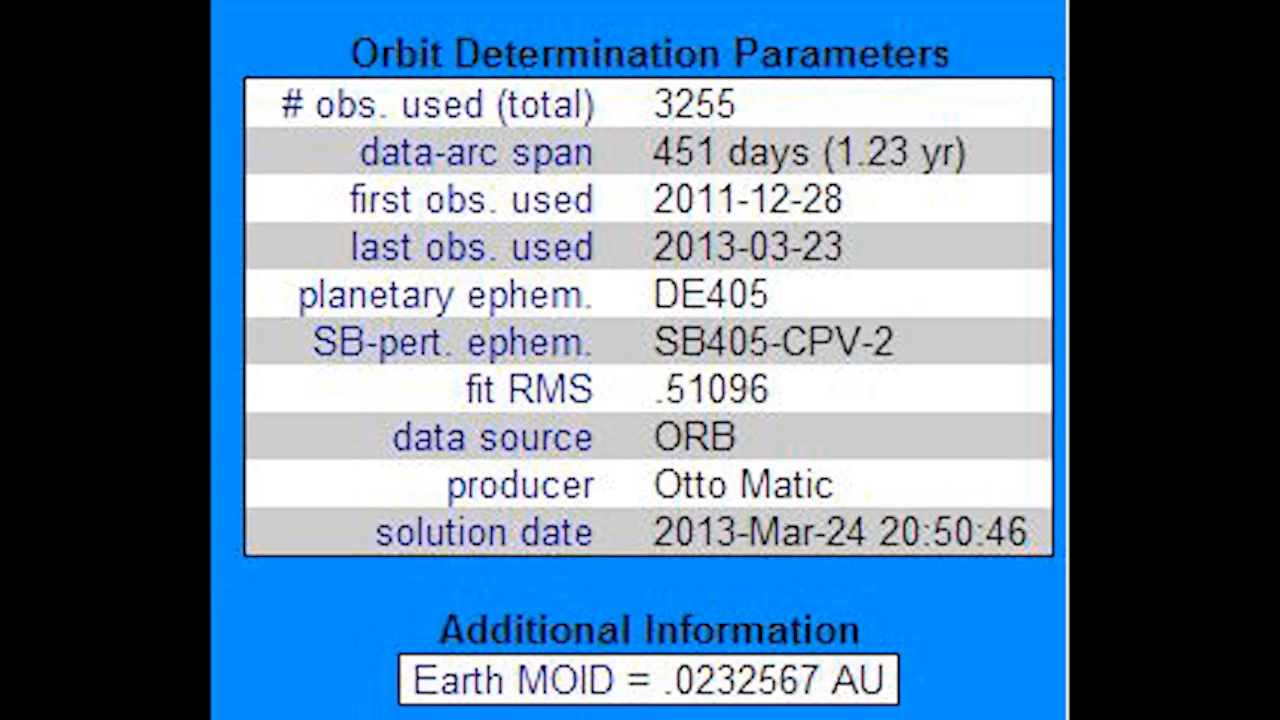 Orbit Determination Parameters
# obs. used (total) 3255
data-arc span 451 days (1.23 yr)
first obs. used 2011-12-28
last obs. used 2013-03-23
planetary ephem. DE405
SB-pert. ephem. SB405-CPV-2
fit RMS .51096
data source ORB
producer Otto Matic
solution date 2013-Mar-24 20:50:46
Additional Information
Earth MOID = .0232567 AU